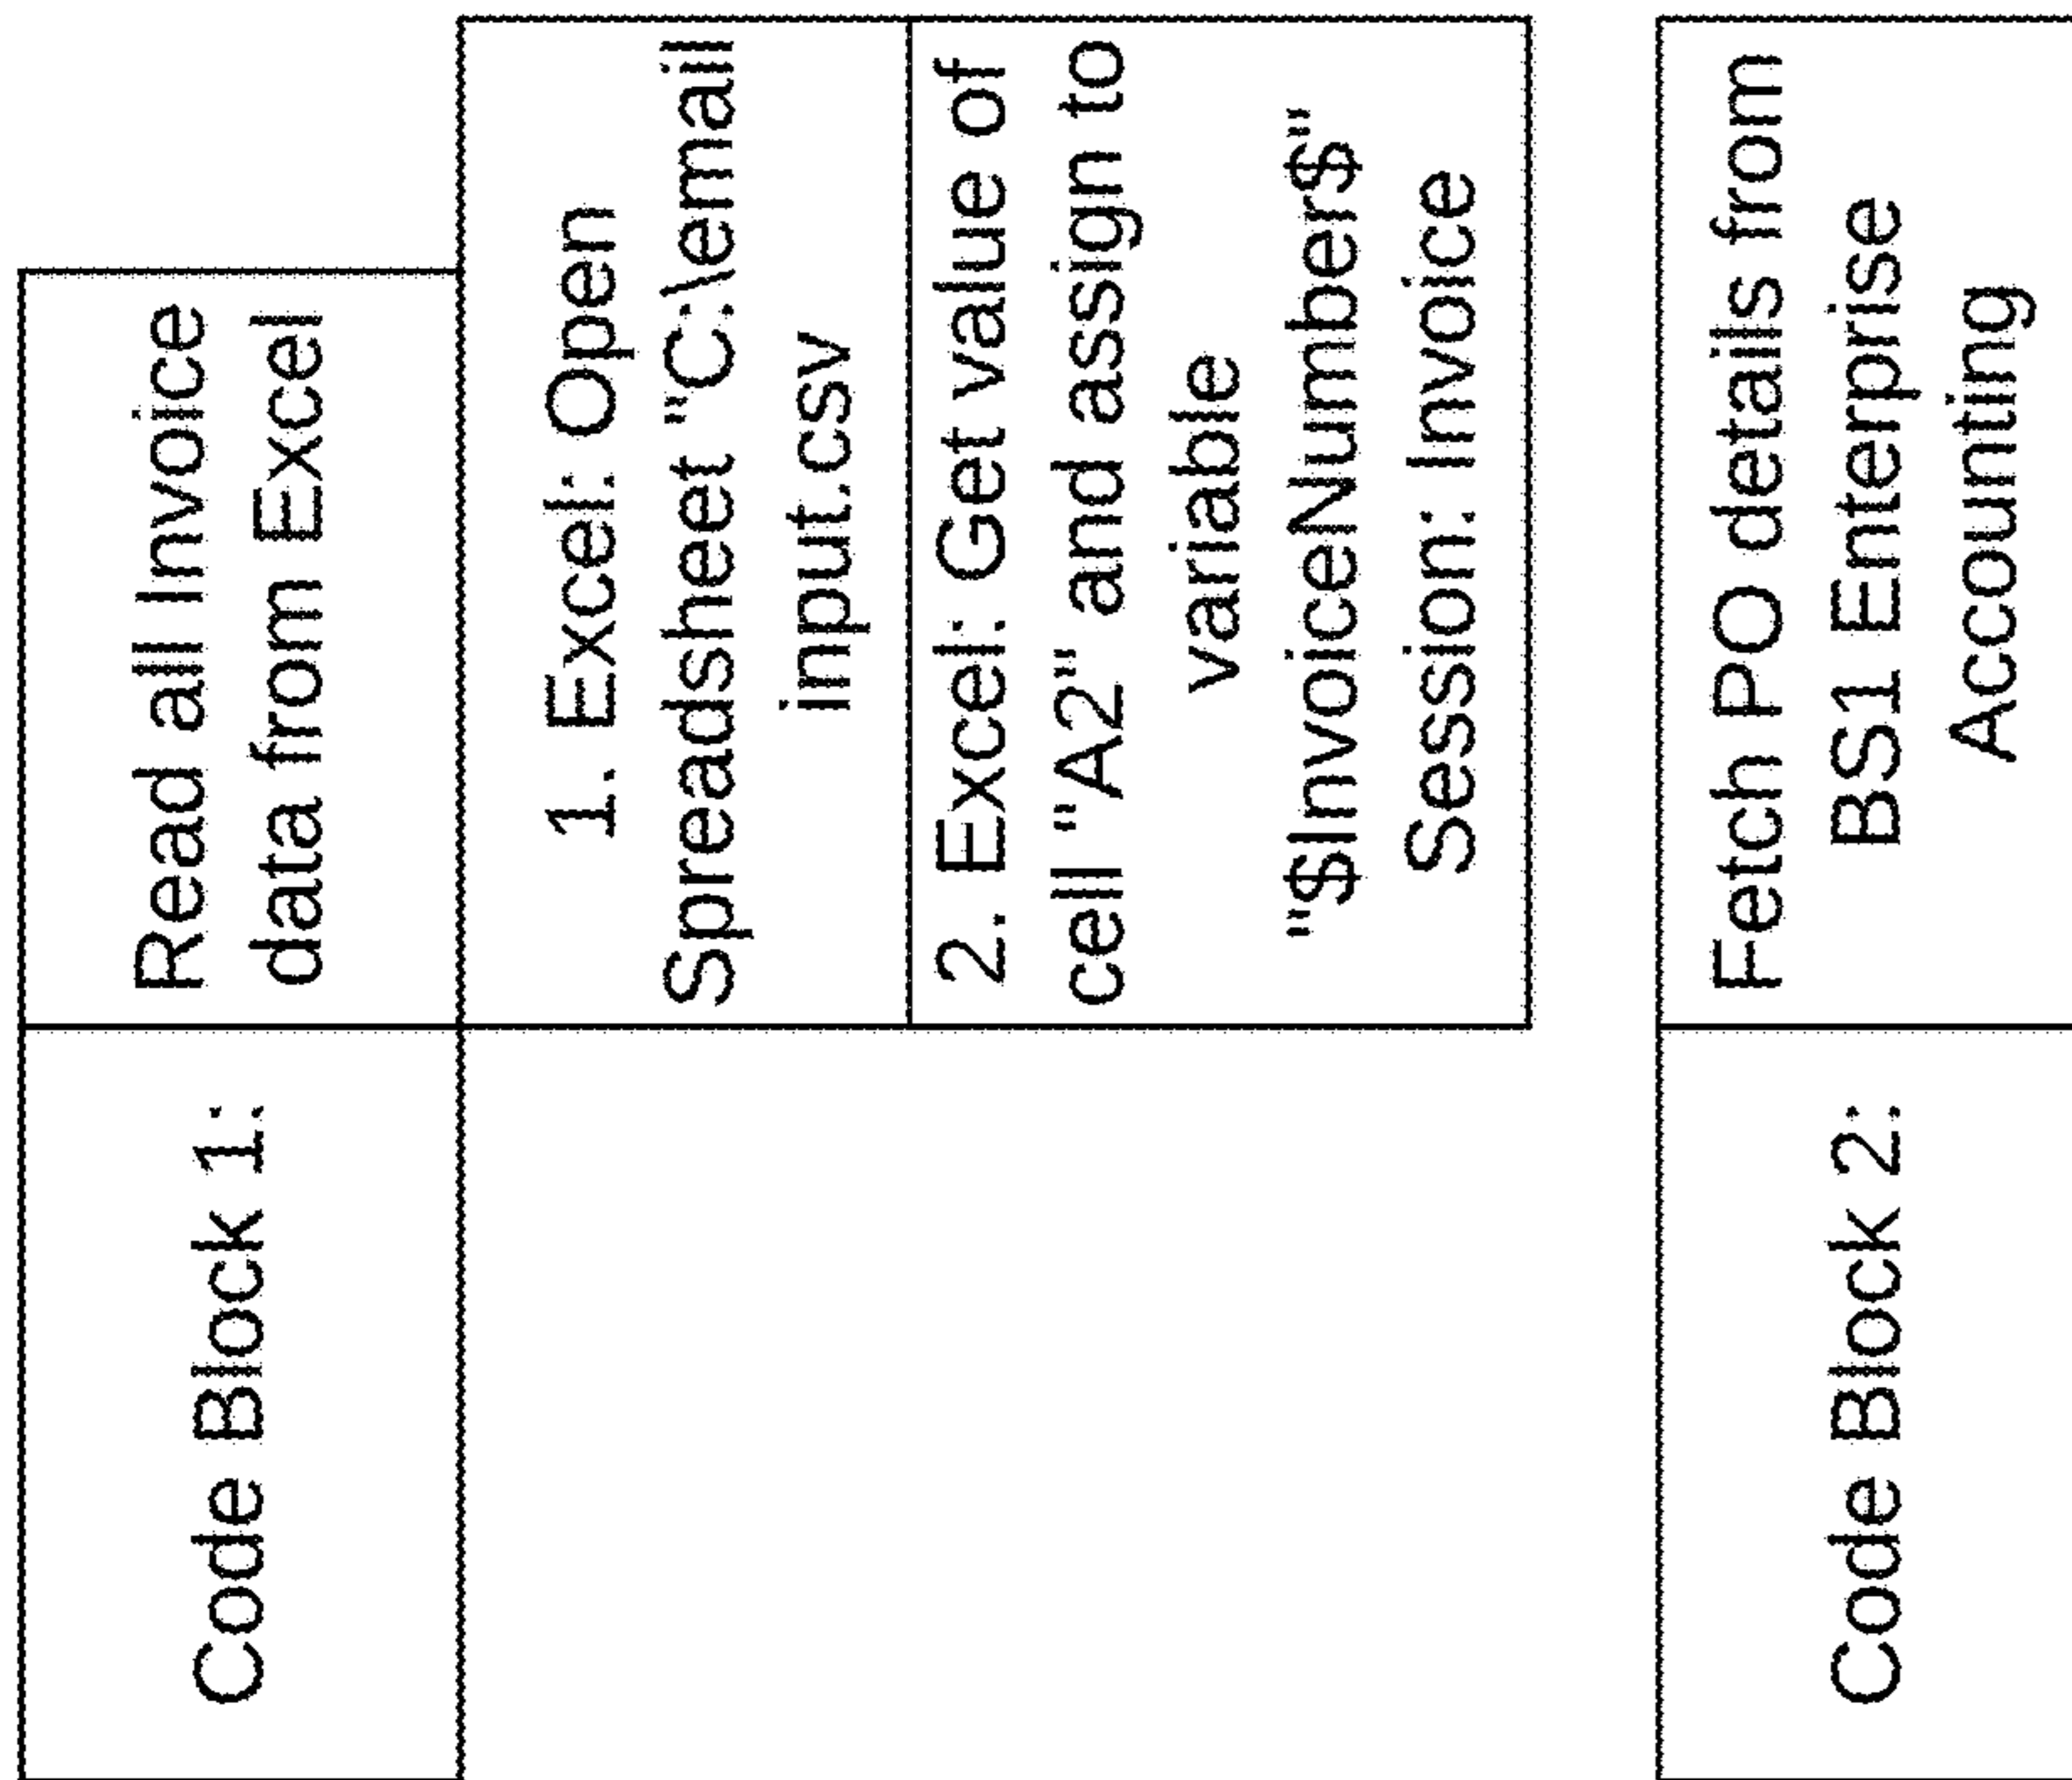 Code Block 1:
Read all Invoice
data from Excel
1. Excel: Open
Spreadsheet "C:\email
input.csv
2. Excel: Get value of
cell "A2" and assign to
variable
"$InvoiceNumber$"
Session: Invoice
Code Block 2:
Fetch PO details from
BS1 Enterprise
Accounting